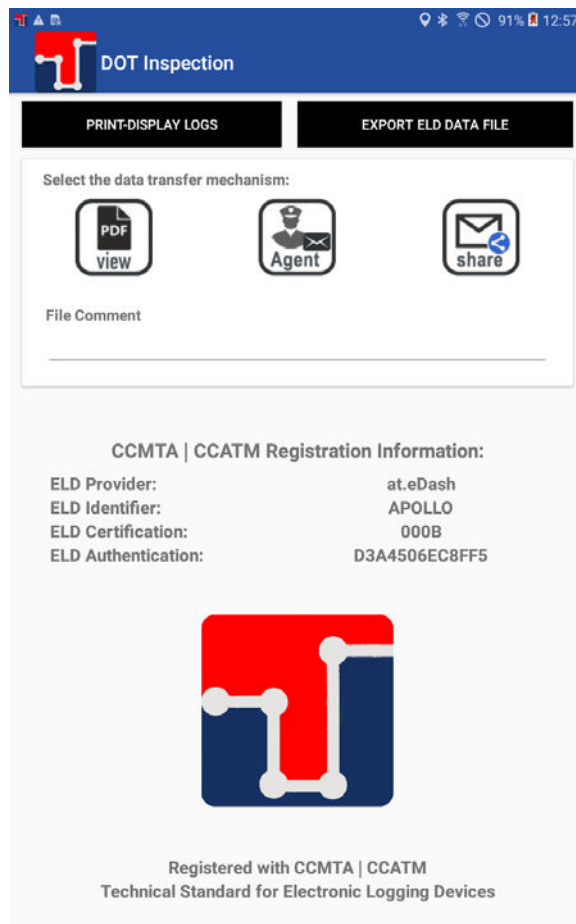 91% 12:57
DOT Inspection
PRINT-DISPLAY LOGS
EXPORT ELD DATA FILE
Select the data transfer mechanism:
PDF
view
Agent
share
File Comment
CCMTA | CCATM Registration Information:
ELD Provider: at.eDash
ELD Identifier: APOLLO
ELD Certification: 000B
ELD Authentication: D3A4506EC8FF5
Registered with CCMTA | CCATM
Technical Standard for Electronic Logging Devices